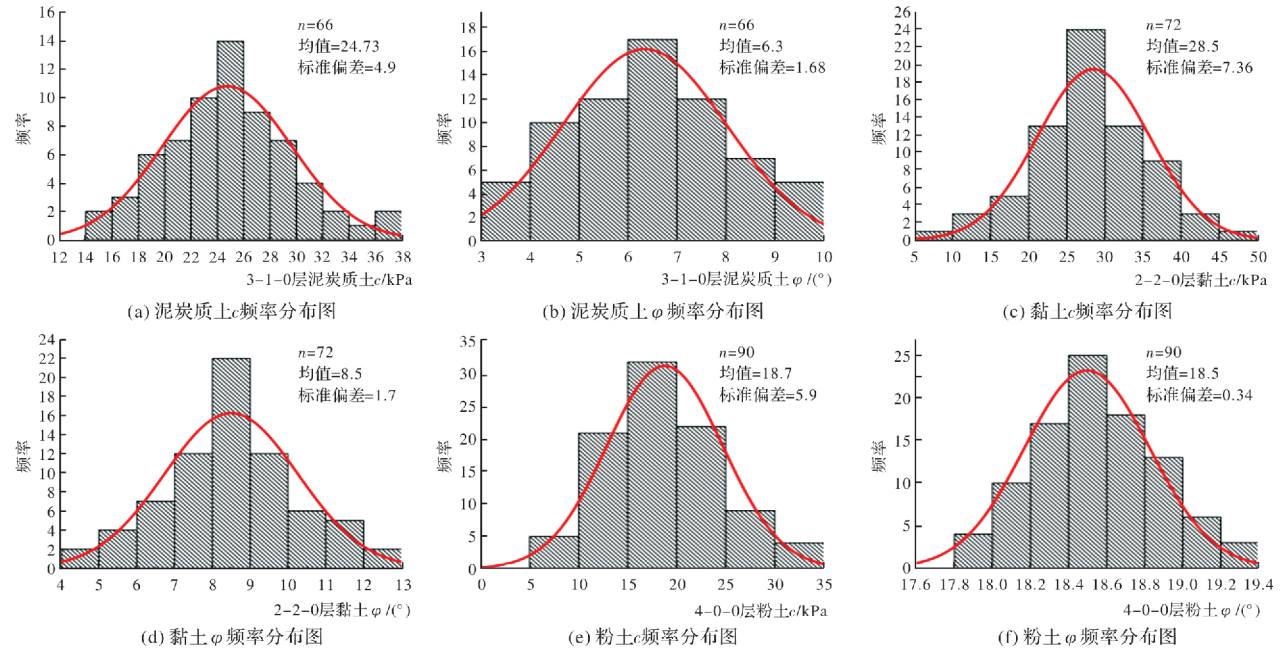 n=66
均值=24.73
标准偏差=4.9
频率
16
14
12
10
8
6
4
2
0
12 14 16 18 20 22 24 26 28 30 32 34 36 38
3-1-0层泥炭质土c/kPa
(a) 泥炭质土c频率分布图
n=66
均值=6.3
标准偏差=1.68
频率
18
16
14
12
10
8
6
4
2
0
3 4 5 6 7 8 9 10
3-1-0层泥炭质土φ/(°)
(b) 泥炭质土φ频率分布图
n=72
均值=28.5
标准偏差=7.36
频率
26
24
22
20
18
16
14
12
10
8
6
4
2
0
5 10 15 20 25 30 35 40 45 50
2-2-0层黏土c/kPa
(c) 黏土c频率分布图
n=72
均值=8.5
标准偏差=1.7
频率
24
22
20
18
16
14
12
10
8
6
4
2
0
4 5 6 7 8 9 10 11 12 13
2-2-0层黏土φ/(°)
(d) 黏土φ频率分布图
n=90
均值=18.7
标准偏差=5.9
频率
35
30
25
20
15
10
5
0
0 5 10 15 20 25 30 35
4-0-0层粉土c/kPa
(e) 粉土c频率分布图
n=90
均值=18.5
标准偏差=0.34
频率
25
20
15
10
5
0
17.6 17.8 18.0 18.2 18.4 18.6 18.8 19.0 19.2 19.4
4-0-0层粉土φ/(°)
(f) 粉土φ频率分布图